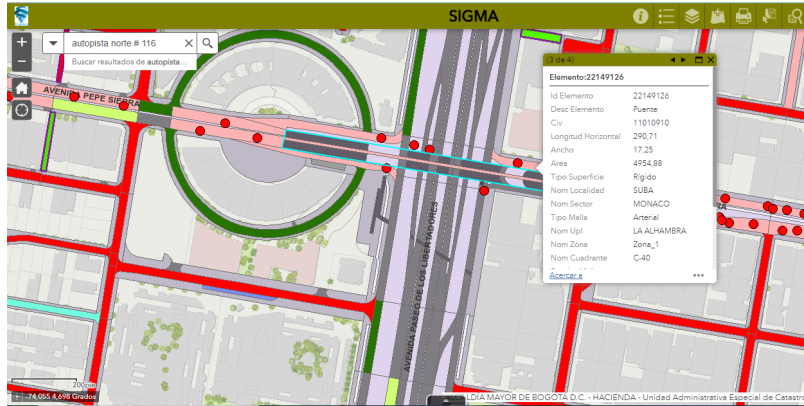 SIGMA
autopista norte # 116
Buscar resultados de autopista...
(3 de 4)
Elemento:22149126
Id Elemento 22149126
Desc Elemento Puente
Civ 11010910
Longitud Horizontal 290,71
Ancho 17,25
Area 4954,88
Tipo Superficie Rígido
Nom Localidad SUBA
Nom Sector MONACO
Tipo Malla Arterial
Nom Upl LA ALHAMBRA
Nom Zona Zona_1
Nom Cuadrante C-40
Acercar a
AVENIDA PEPE SIERRA
AVENIDA PASEO DE LOS LIBERTADORES
200pie
-74,055 4,698 Grados
ALCALDIA MAYOR DE BOGOTA D.C. - HACIENDA - Unidad Administrativa Especial de Catastro